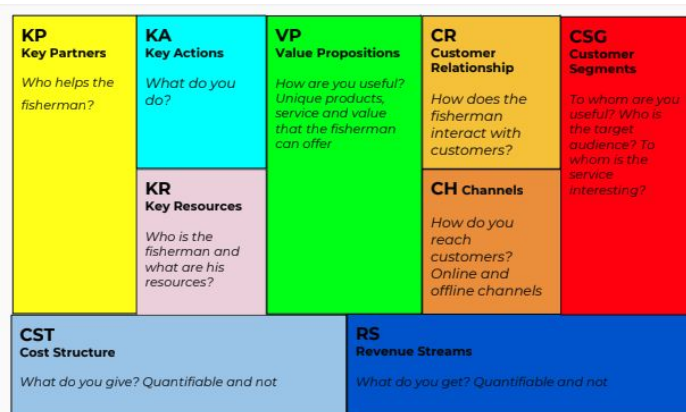 KP
Key Partners
Who helps the
fisherman?
KA
Key Actions
What do you
do?
KR
Key Resources
Who is the
fisherman and
what are his
resources?
VP
Value Propositions
How are you useful?
Unique products,
service and value
that the fisherman
can offer
CR
Customer
Relationship
How does the
fisherman
interact with
customers?
CH Channels
How do you
reach
customers?
Online and
offline channels
CSG
Customer
Segments
To whom are you
useful? Who is
the target
audience? To
whom is the
service
interesting?
CST
Cost Structure
What do you give? Quantifiable and not
RS
Revenue Streams
What do you get? Quantifiable and not